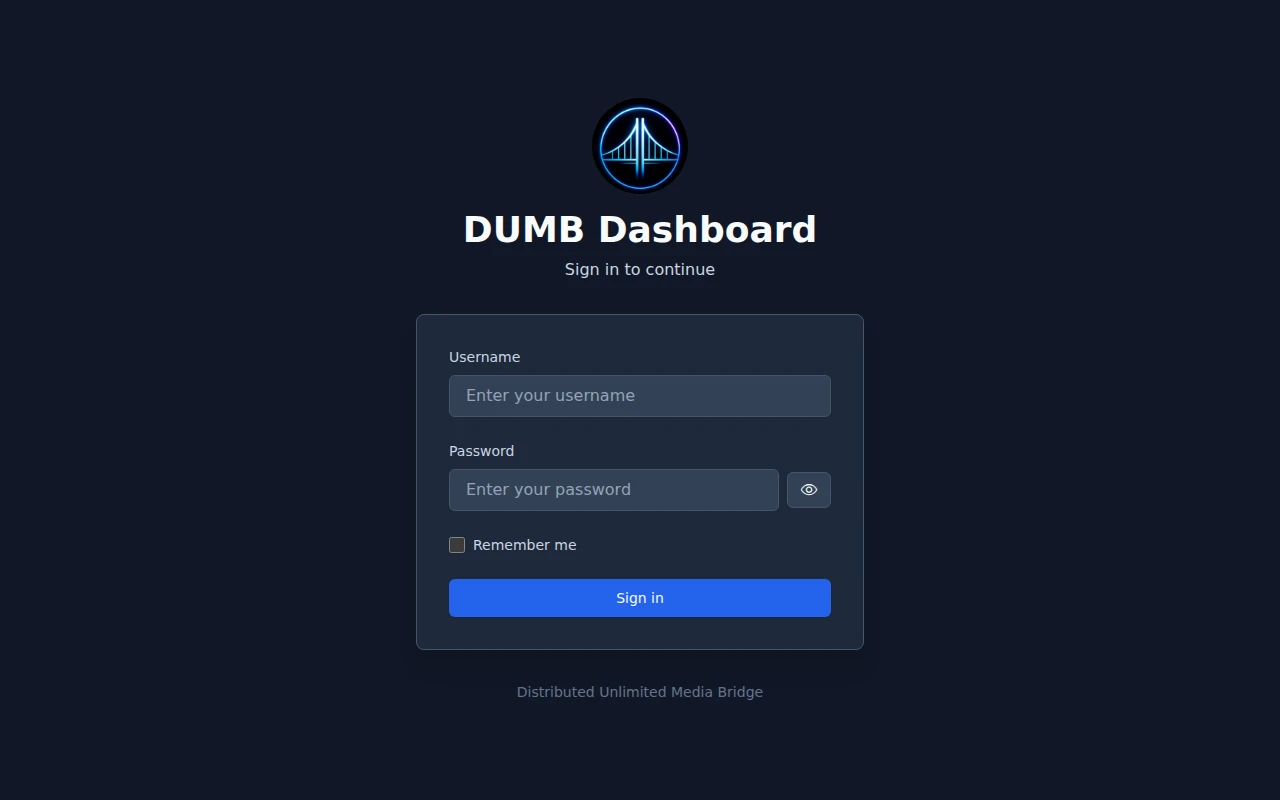 DUMB Dashboard
Sign in to continue
Username
Enter your username
Password
Enter your password
Remember me
Sign in
Distributed Unlimited Media Bridge